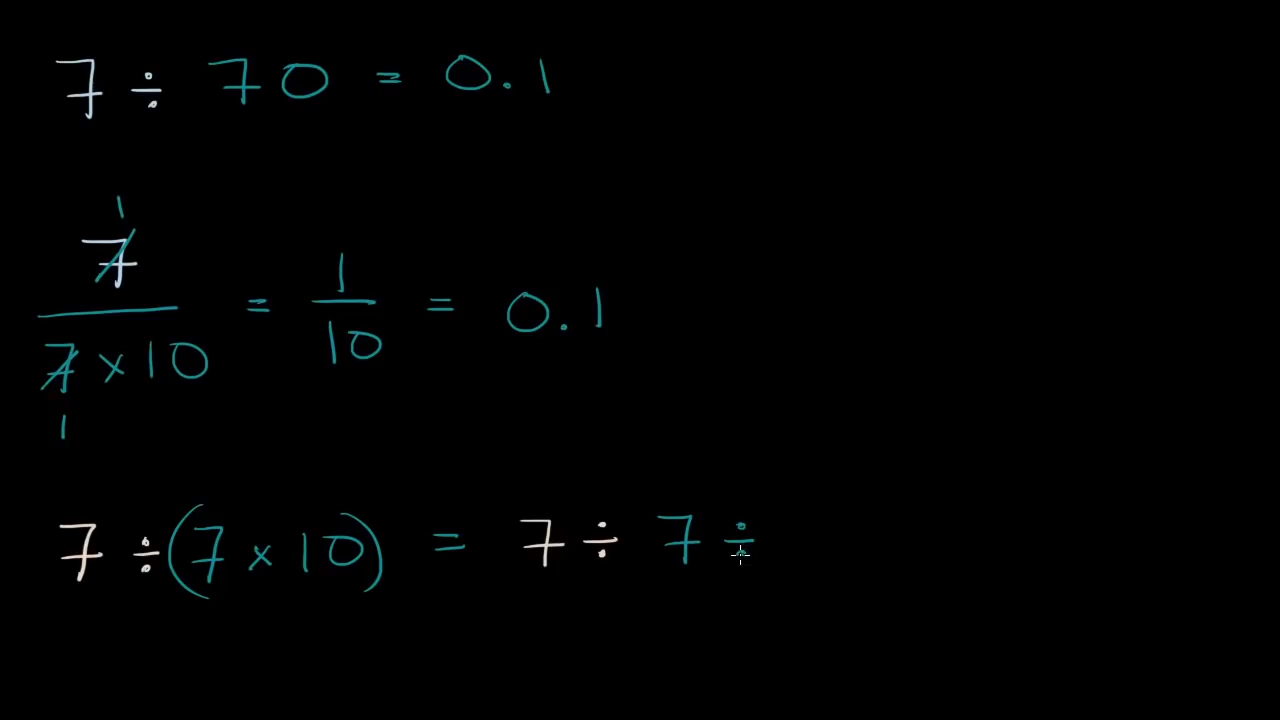 7 ÷ 70 = 0.1
1
7
7 × 10 = 1/10 = 0.1
1
7 ÷ (7 × 10) = 7 ÷ 7 ÷